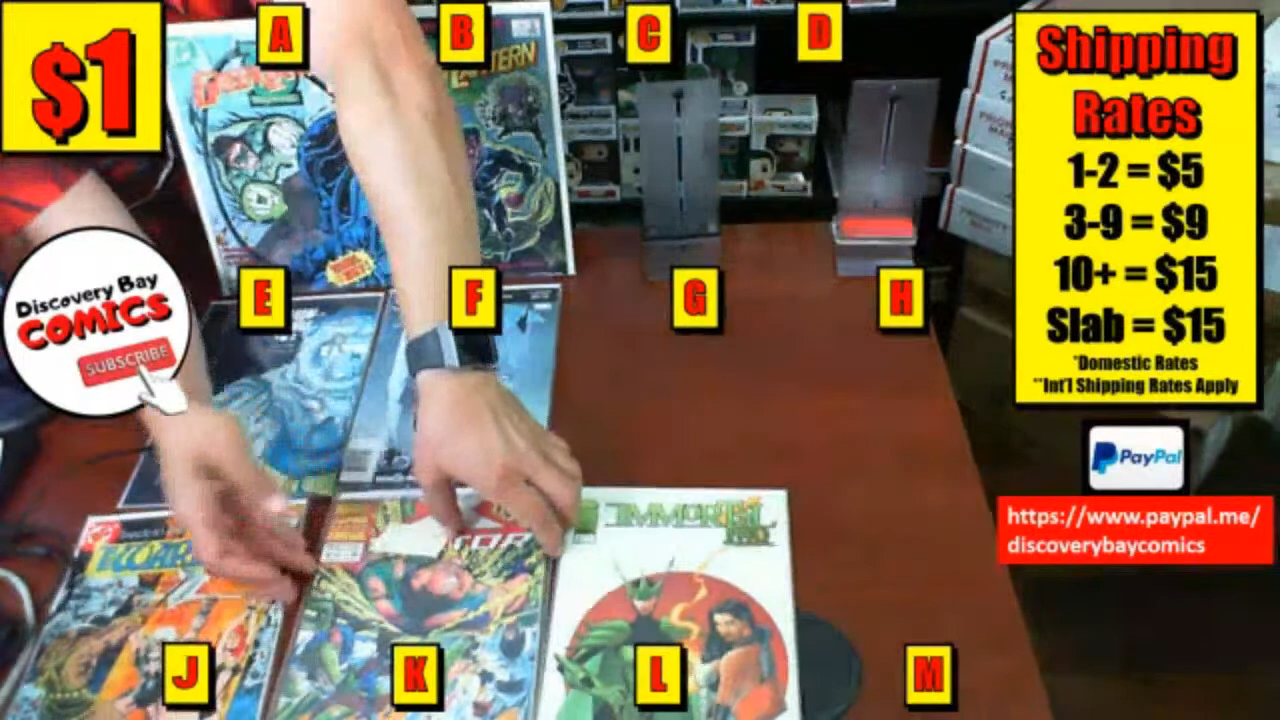 $1
A
B
C
D
LANTERN
Shipping
Rates
1-2 = $5
3-9 = $9
10+ = $15
Slab = $15
*Domestic Rates
**Int'l Shipping Rates Apply
Discovery Bay
COMICS
SUBSCRIBE
E
F
G
H
PayPal
https://www.paypal.me/
discoverybaycomics
IMMORTAL
J
K
L
M